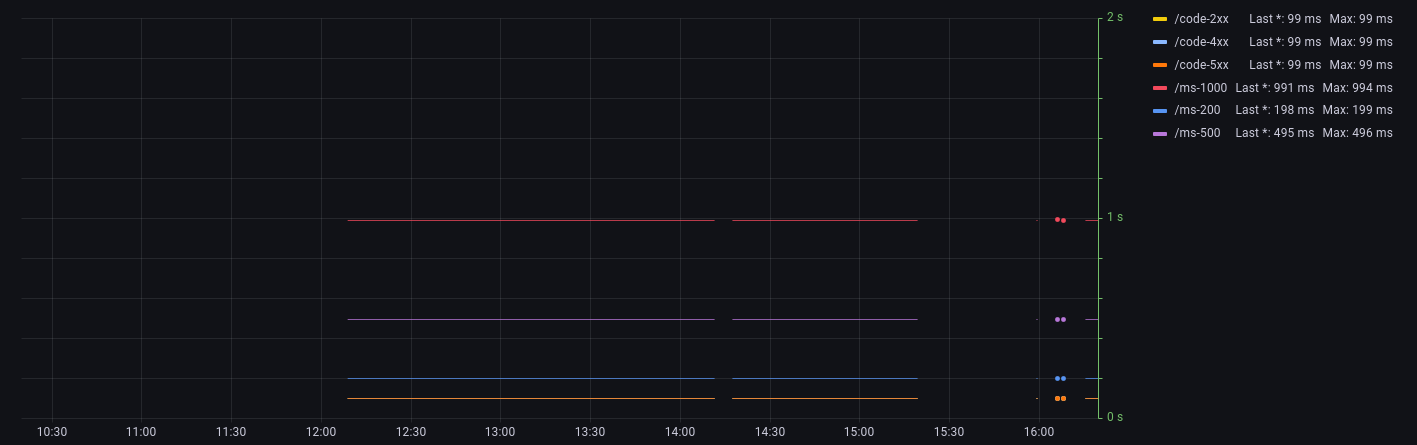 2 s
1 s
0 s
10:30 11:00 11:30 12:00 12:30 13:00 13:30 14:00 14:30 15:00 15:30 16:00
/code-2xx Last *: 99 ms Max: 99 ms
/code-4xx Last *: 99 ms Max: 99 ms
/code-5xx Last *: 99 ms Max: 99 ms
/ms-1000 Last *: 991 ms Max: 994 ms
/ms-200 Last *: 198 ms Max: 199 ms
/ms-500 Last *: 495 ms Max: 496 ms